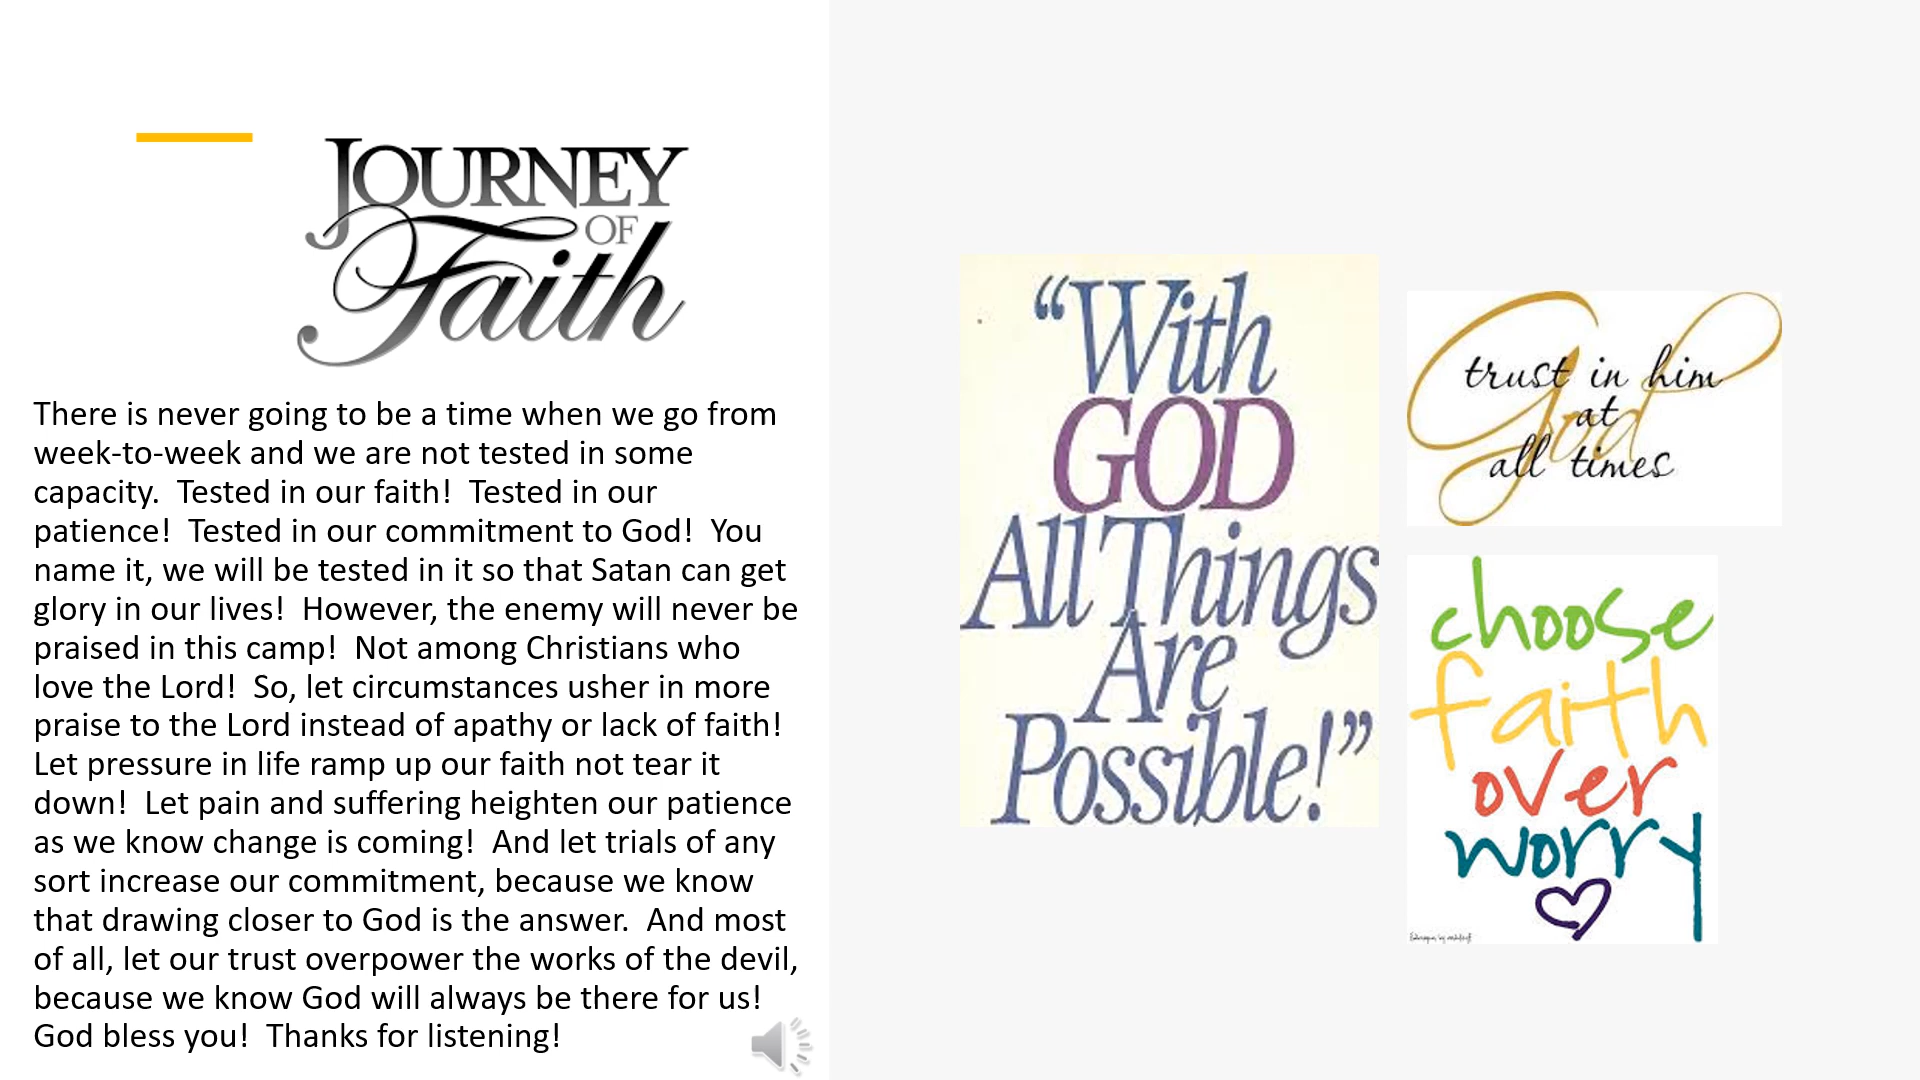 JOURNEY
OF
Faith
There is never going to be a time when we go from
week-to-week and we are not tested in some
capacity.  Tested in our faith!  Tested in our
patience!  Tested in our commitment to God!  You
name it, we will be tested in it so that Satan can get
glory in our lives!  However, the enemy will never be
praised in this camp!  Not among Christians who
love the Lord!  So, let circumstances usher in more
praise to the Lord instead of apathy or lack of faith!
Let pressure in life ramp up our faith not tear it
down!  Let pain and suffering heighten our patience
as we know change is coming!  And let trials of any
sort increase our commitment, because we know
that drawing closer to God is the answer.  And most
of all, let our trust overpower the works of the devil,
because we know God will always be there for us!
God bless you!  Thanks for listening!
“With
GOD
All Things
Are
Possible!”
God
trust in him
at
all times
choose
faith
over
worry